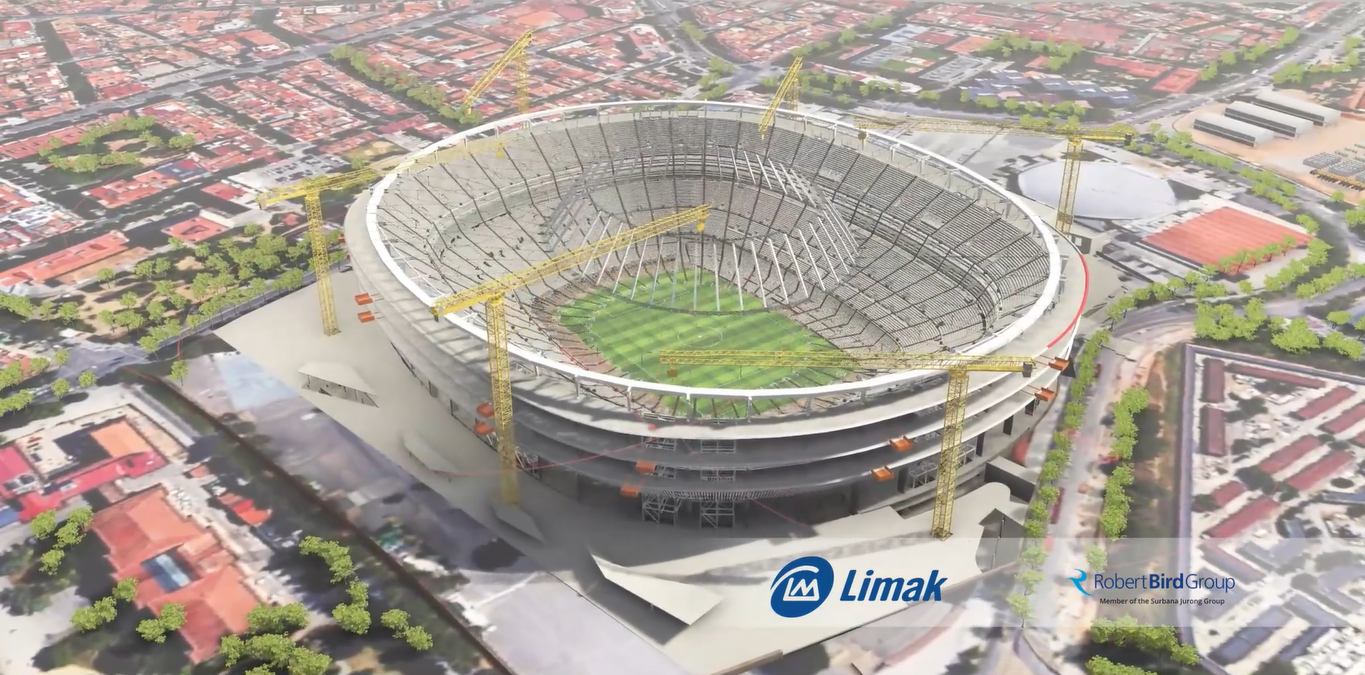 Limak
RobertBirdGroup
Member of the Surbana Jurong Group